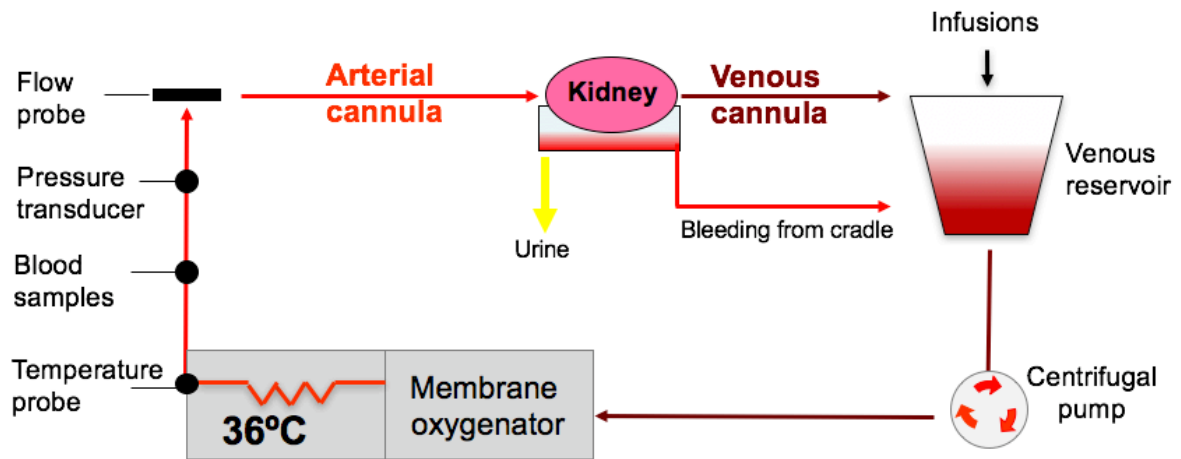 Infusions
Flow
probe
Arterial
cannula
Kidney
Venous
cannula
Venous
reservoir
Pressure
transducer
Bleeding from cradle
Urine
Blood
samples
Temperature
probe
36ºC
Membrane
oxygenator
Centrifugal
pump